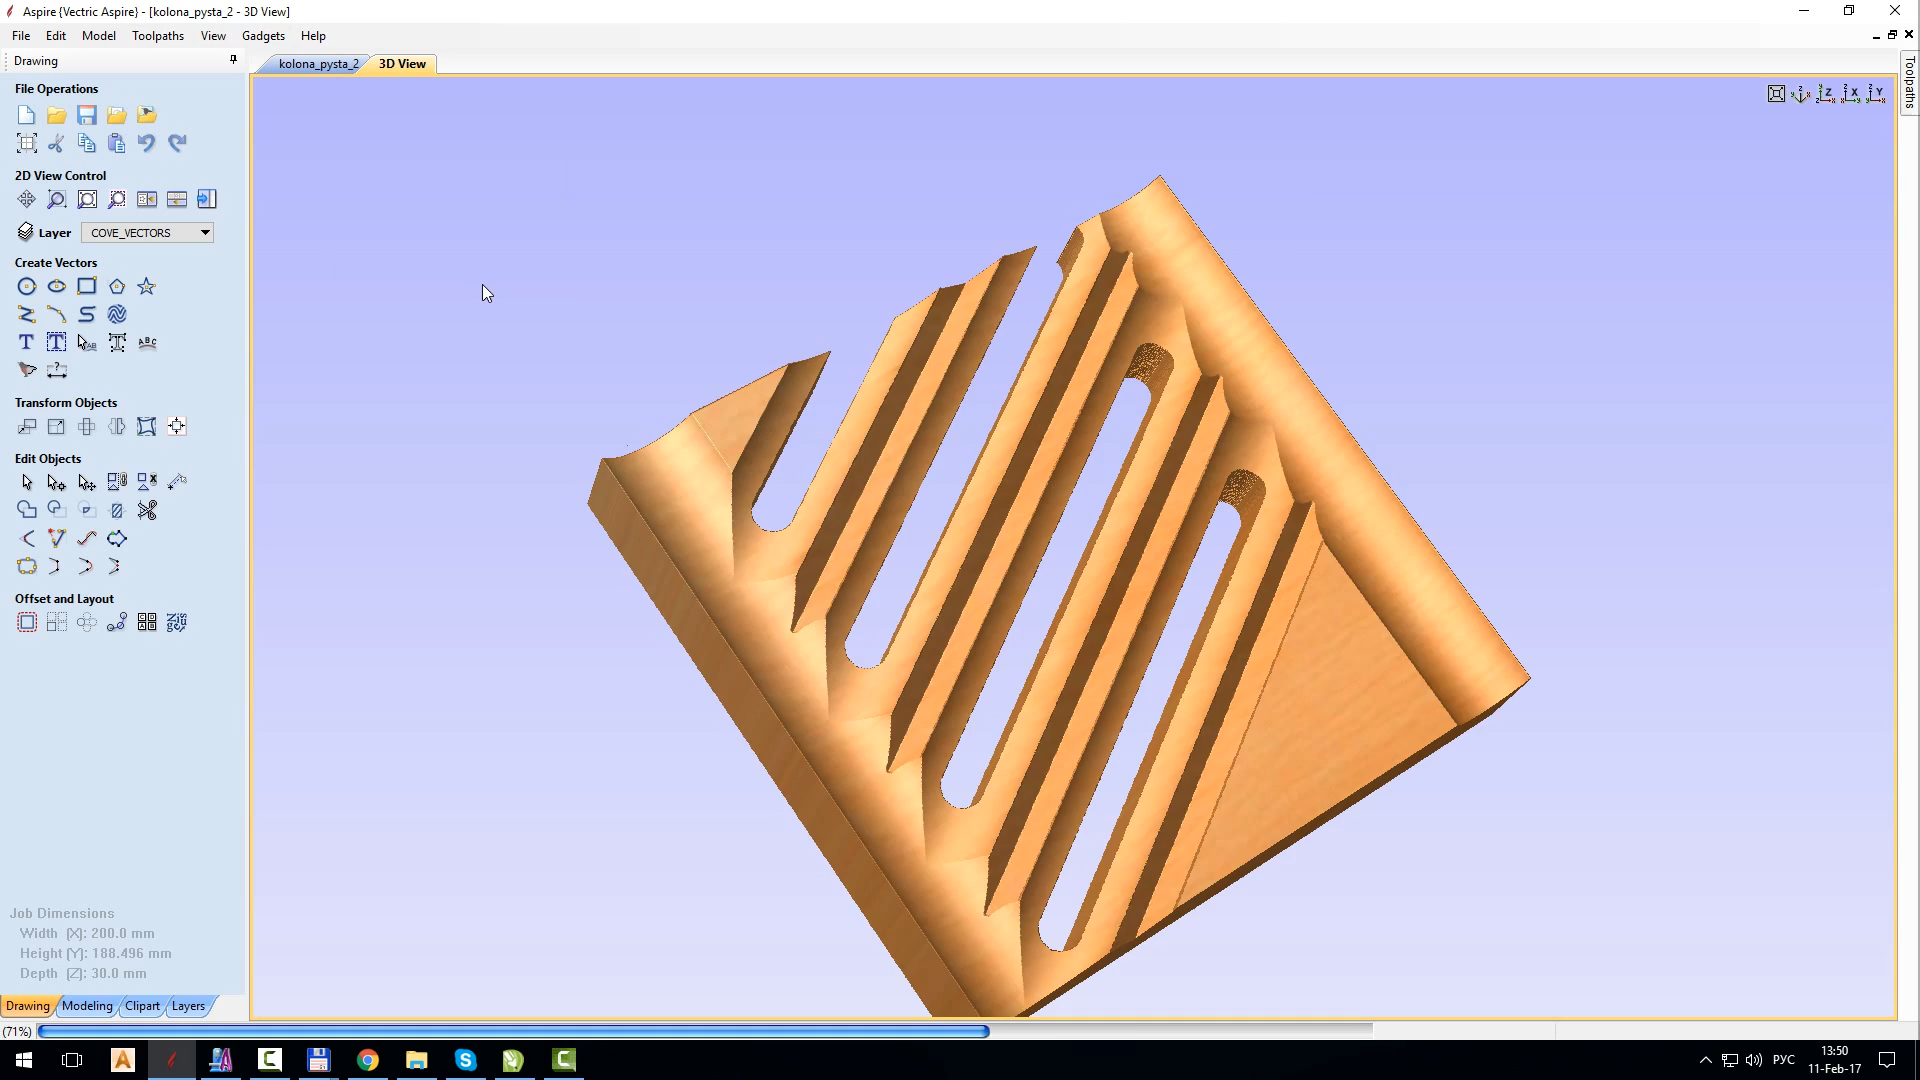 Aspire {Vectric Aspire} - [kolona_pysta_2 - 3D View]
File Edit Model Toolpaths View Gadgets Help
Drawing
kolona_pysta_2 3D View
Toolpaths
File Operations
2D View Control
Layer COVE_VECTORS
Create Vectors
Transform Objects
Edit Objects
Offset and Layout
Job Dimensions
Width (X): 200.0 mm
Height (Y): 188.496 mm
Depth (Z): 30.0 mm
Drawing Modeling Clipart Layers
(71%)
РУС
13:50
11-Feb-17